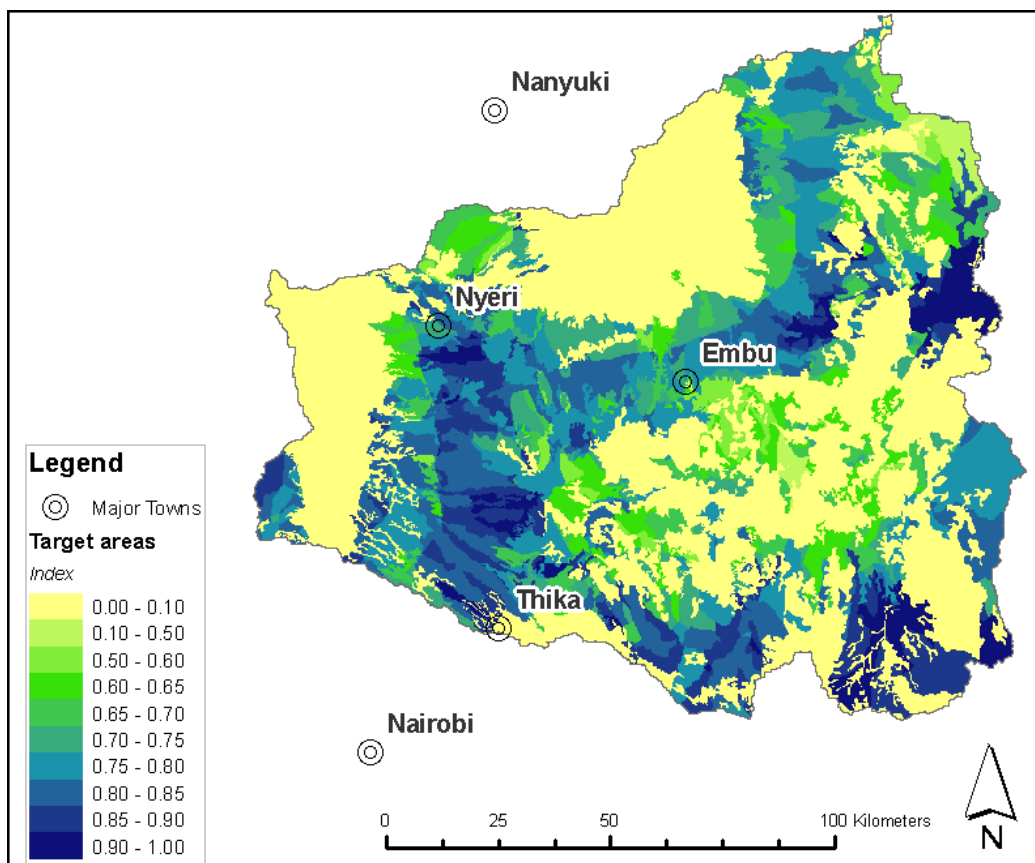 Nanyuki
Nyeri
Embu
Thika
Nairobi
Legend
Major Towns
Target areas
Index
0.00 - 0.10
0.10 - 0.50
0.50 - 0.60
0.60 - 0.65
0.65 - 0.70
0.70 - 0.75
0.75 - 0.80
0.80 - 0.85
0.85 - 0.90
0.90 - 1.00
0 25 50 100 Kilometers
N